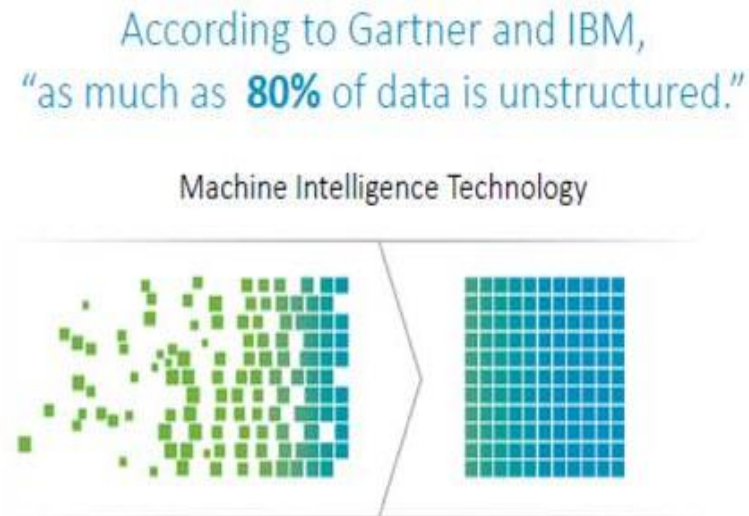 According to Gartner and IBM,
“as much as 80% of data is unstructured.”
Machine Intelligence Technology